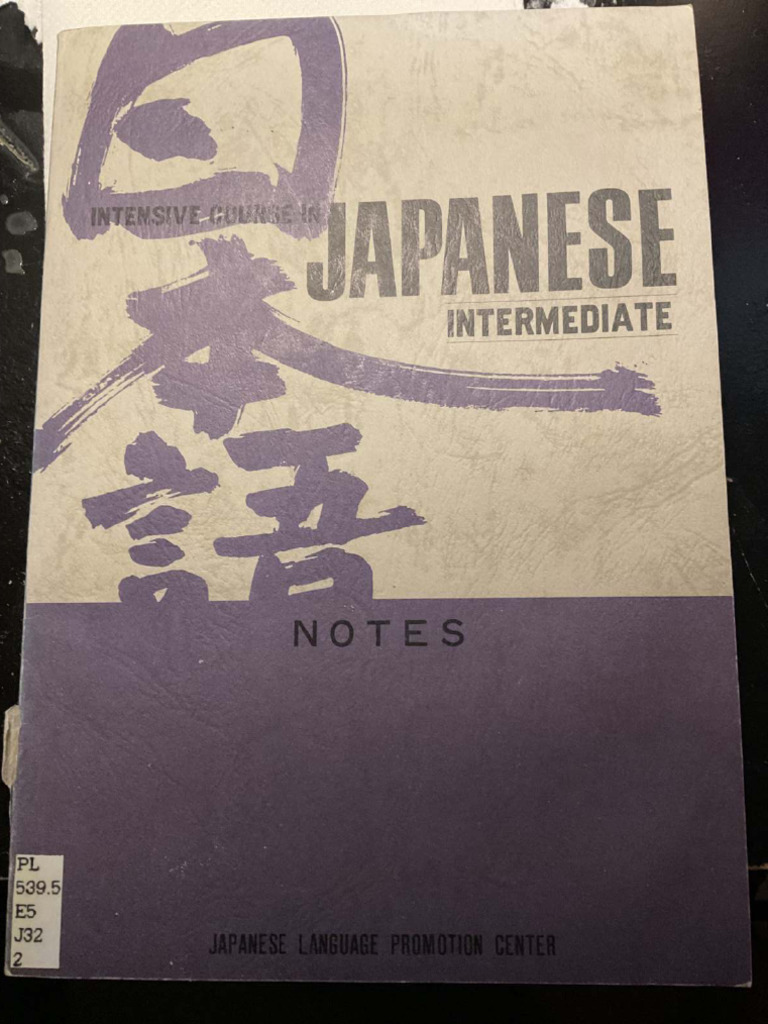 日本語
INTENSIVE COURSE IN JAPANESE
INTERMEDIATE
NOTES
PL
539.5
E5
J32
2
JAPANESE LANGUAGE PROMOTION CENTER